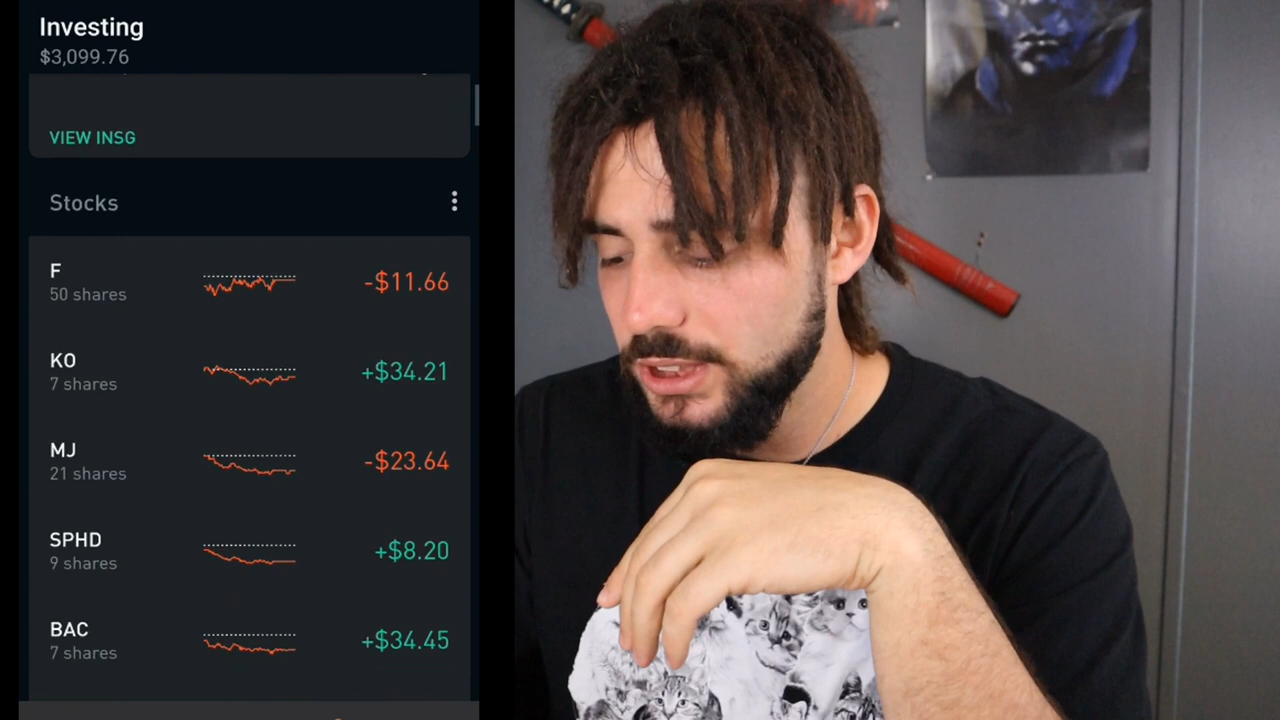 Investing
$3,099.76
VIEW INSG
Stocks
F
50 shares
-$11.66
KO
7 shares
+$34.21
MJ
21 shares
-$23.64
SPHD
9 shares
+$8.20
BAC
7 shares
+$34.45